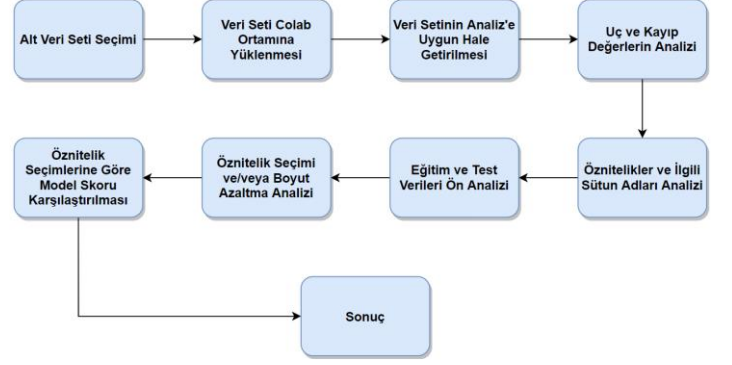 Alt Veri Seti Seçimi
Veri Seti Colab
Ortamına
Yüklenmesi
Veri Setinin Analiz'e
Uygun Hale
Getirilmesi
Uç ve Kayıp
Değerlerin Analizi
Öznitelikler ve İlgili
Sütun Adları Analizi
Eğitim ve Test
Verileri Ön Analizi
Öznitelik Seçimi
ve/veya Boyut
Azaltma Analizi
Öznitelik
Seçimlerine Göre
Model Skoru
Karşılaştırılması
Sonuç